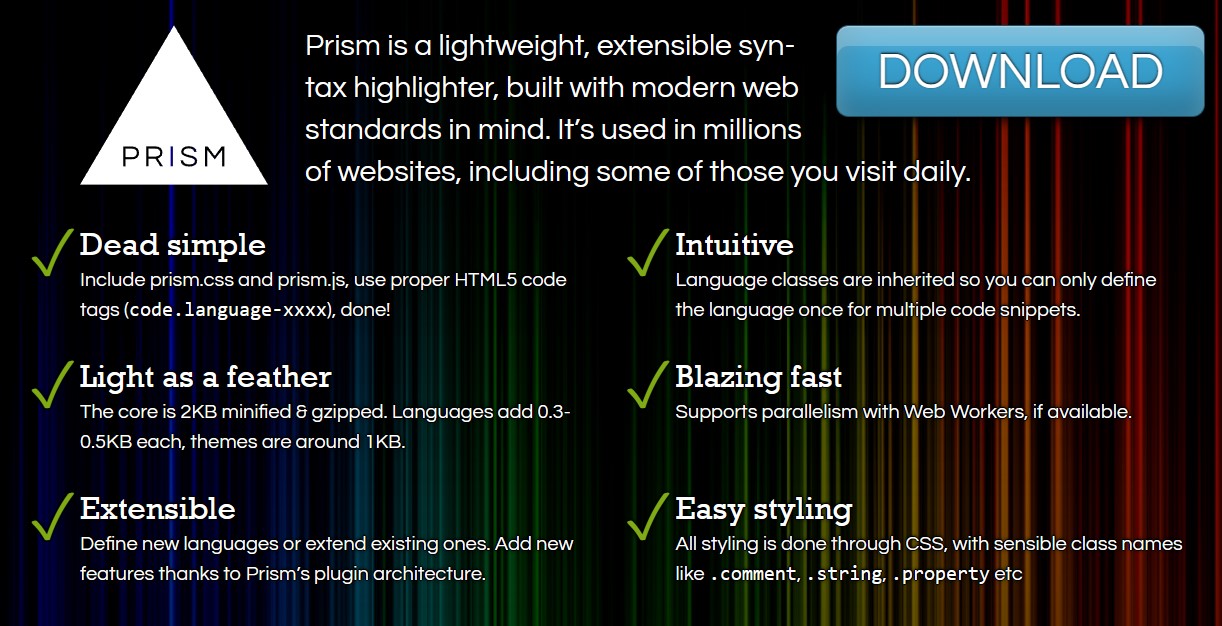 PRISM
Prism is a lightweight, extensible syn-
tax highlighter, built with modern web
standards in mind. It’s used in millions
of websites, including some of those you visit daily.
DOWNLOAD
Dead simple
Include prism.css and prism.js, use proper HTML5 code
tags (code.language-xxxx), done!
Intuitive
Language classes are inherited so you can only define
the language once for multiple code snippets.
Light as a feather
The core is 2KB minified & gzipped. Languages add 0.3-
0.5KB each, themes are around 1KB.
Blazing fast
Supports parallelism with Web Workers, if available.
Extensible
Define new languages or extend existing ones. Add new
features thanks to Prism’s plugin architecture.
Easy styling
All styling is done through CSS, with sensible class names
like .comment, .string, .property etc